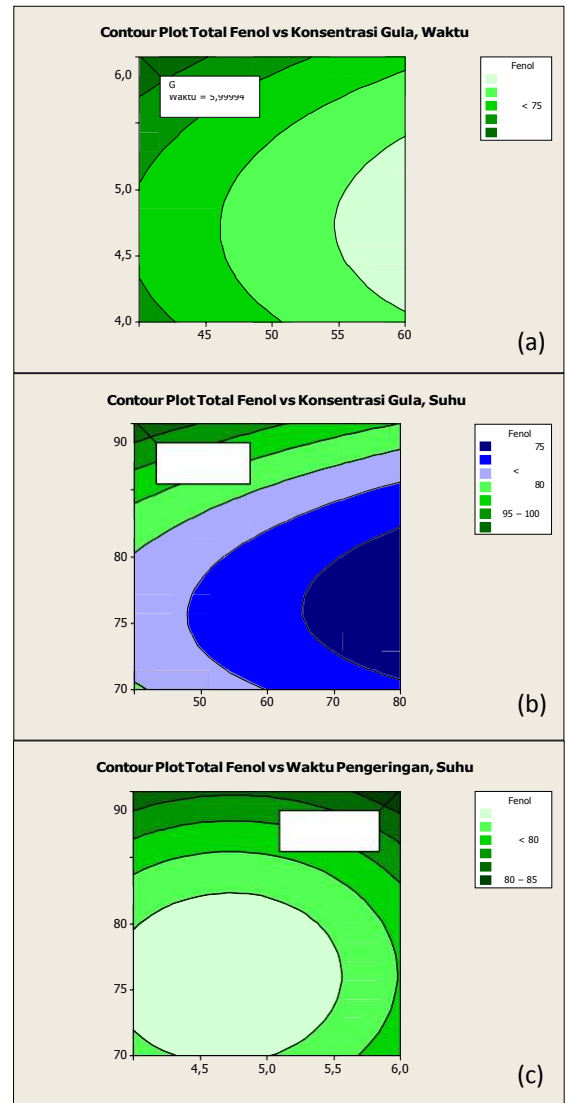 Contour Plot Total Fenol vs Konsentrasi Gula, Waktu
6,0
5,0
4,5
4,0
45
50
55
60
G
Waktu = 5,99994
Fenol
< 75
(a)
Contour Plot Total Fenol vs Konsentrasi Gula, Suhu
90
80
75
70
50
60
70
80
Fenol
75
<
80
95 – 100
(b)
Contour Plot Total Fenol vs Waktu Pengeringan, Suhu
90
80
75
70
4,5
5,0
5,5
6,0
Fenol
< 80
80 – 85
(c)